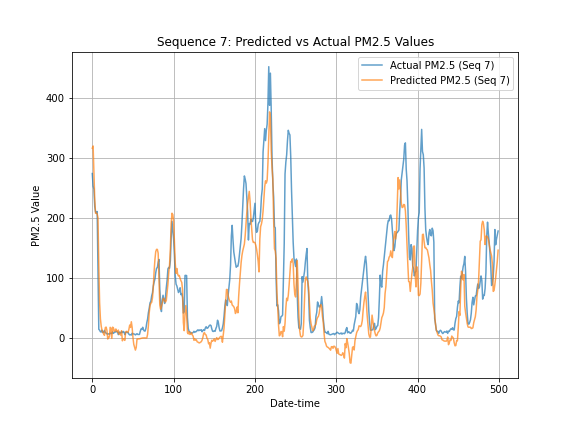 Sequence 7: Predicted vs Actual PM2.5 Values
Actual PM2.5 (Seq 7)
Predicted PM2.5 (Seq 7)
PM2.5 Value
400
300
200
100
0
0 100 200 300 400 500
Date-time